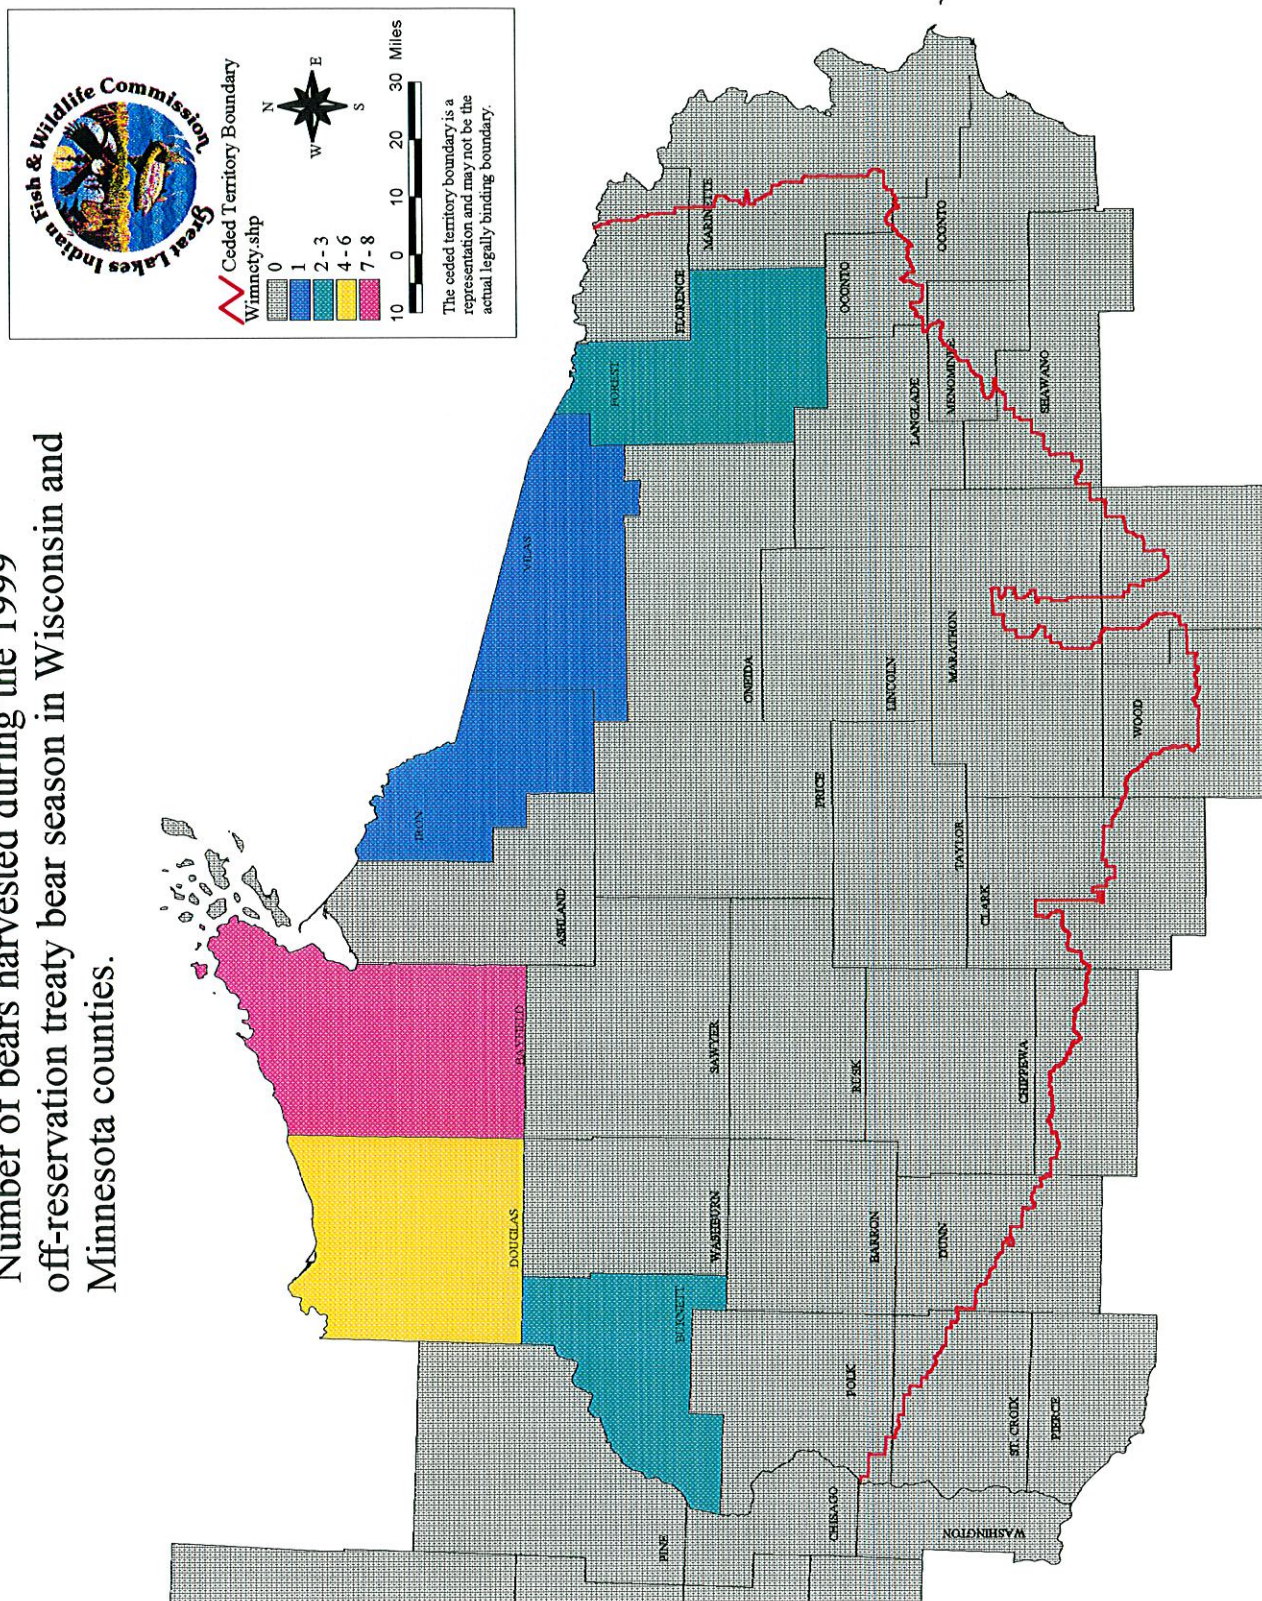 Number of bears harvested during the 1999
off-reservation treaty bear season in Wisconsin and
Minnesota counties.
Great Lakes Indian Fish & Wildlife Commission
Ceded Territory Boundary
Wimncty.shp
0
1
2 - 3
4 - 6
7 - 8
N
W
E
S
10 0 10 20 30 Miles
The ceded territory boundary is a
representation and may not be the
actual legally binding boundary.
BAYFIELD
DOUGLAS
IRON
VILAS
ASHLAND
FOREST
FLORENCE
MARINETTE
BURNETT
WASHBURN
SAWYER
PRICE
ONEIDA
OCONTO
PINE
POLK
BARRON
RUSK
LINCOLN
LANGLADE
CHISAGO
DUNN
CHIPPEWA
TAYLOR
CLARK
MARATHON
MENOMINEE
OCONTO
SHAWANO
WASHINGTON
ST. CROIX
PIERCE
WOOD